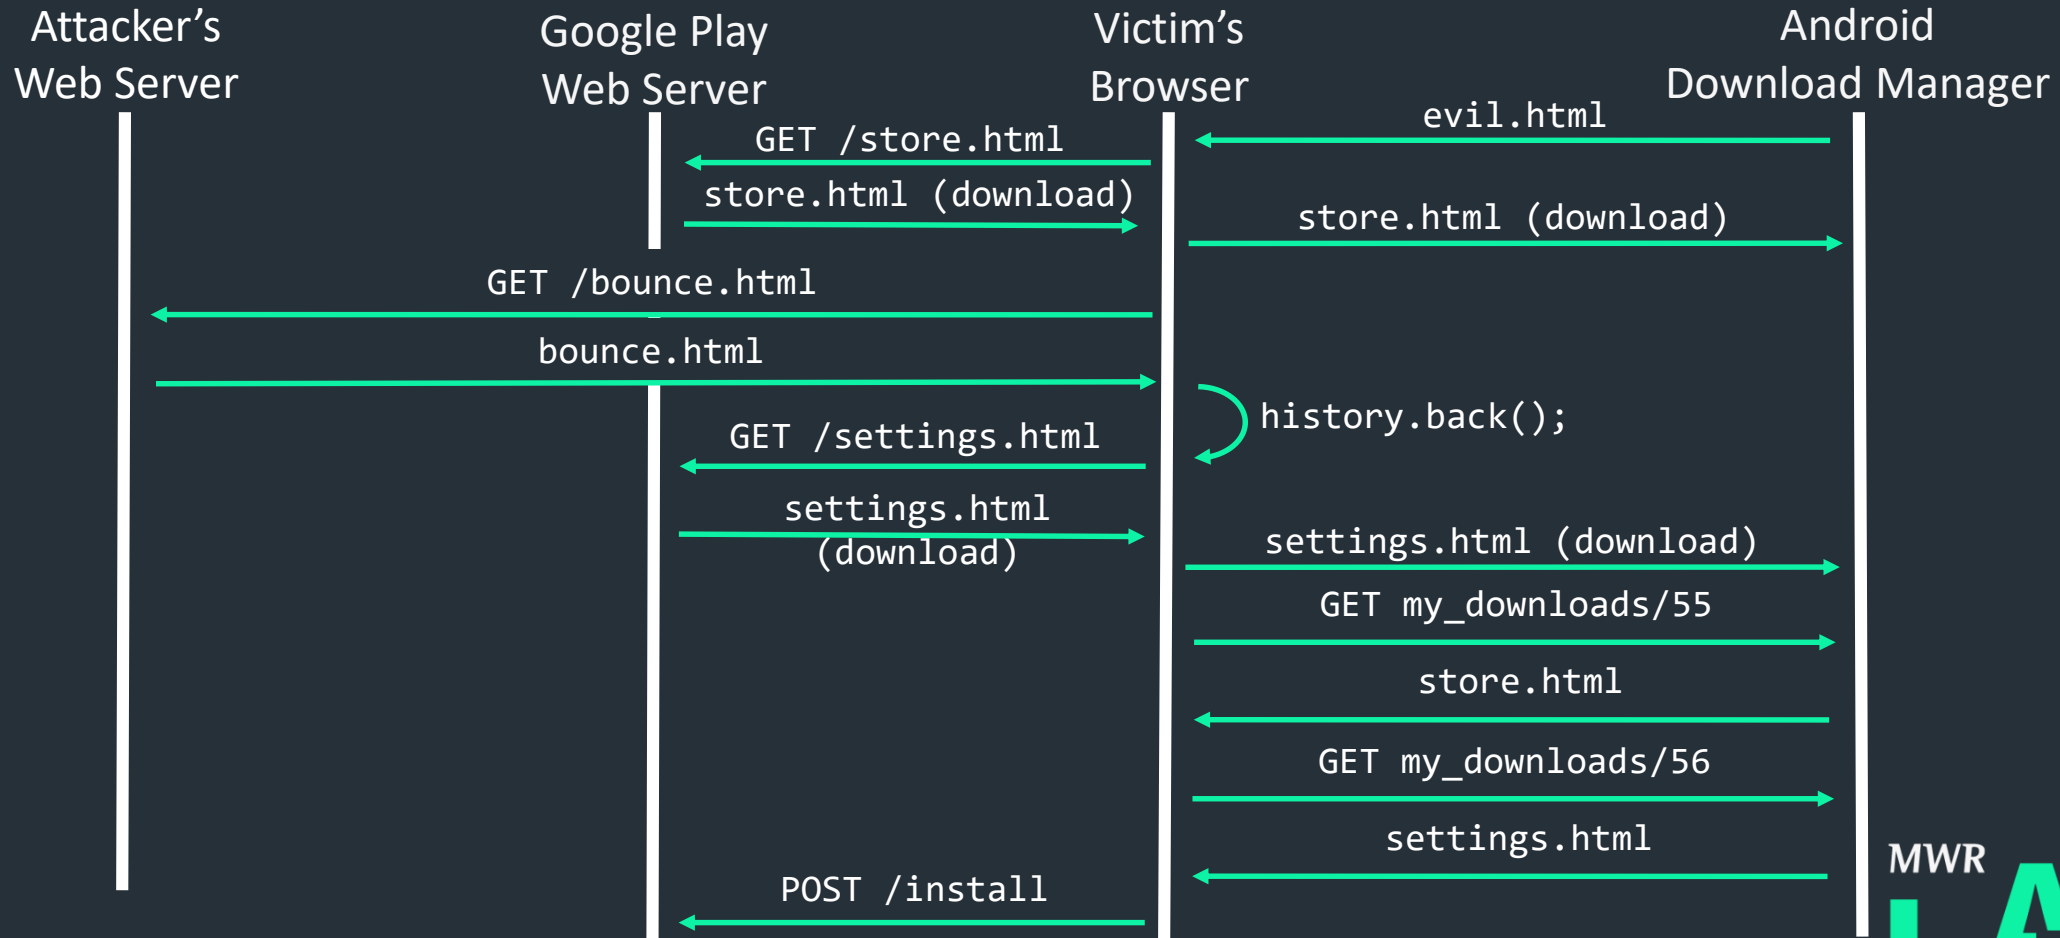 Attacker's
Web Server
Google Play
Web Server
Victim's
Browser
Android
Download Manager
evil.html
GET /store.html
store.html (download)
store.html (download)
GET /bounce.html
bounce.html
history.back();
GET /settings.html
settings.html
(download)
settings.html (download)
GET my_downloads/55
store.html
GET my_downloads/56
settings.html
POST /install
MWR